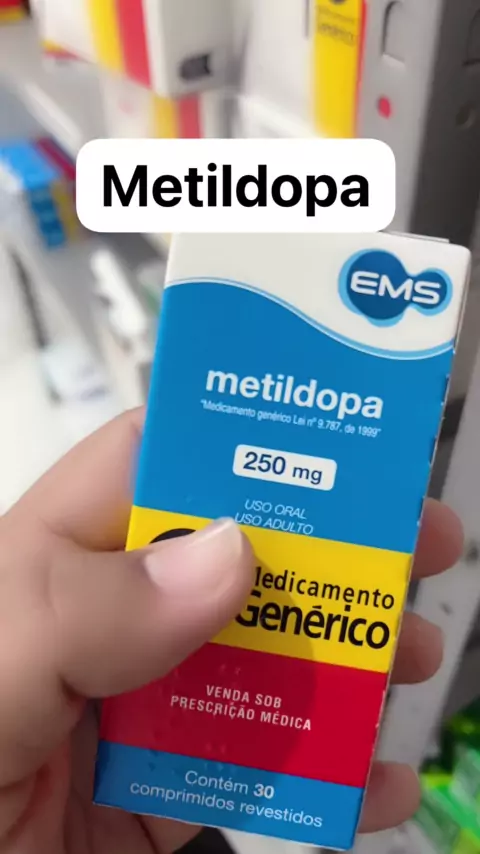 Metildopa
EMS
metildopa
"Medicamento genérico Lei nº 9.787, de 1999"
250 mg
USO ORAL
USO ADULTO
Genérico
VENDA SOB
PRESCRIÇÃO MÉDICA
Contém 30
comprimidos revestidos